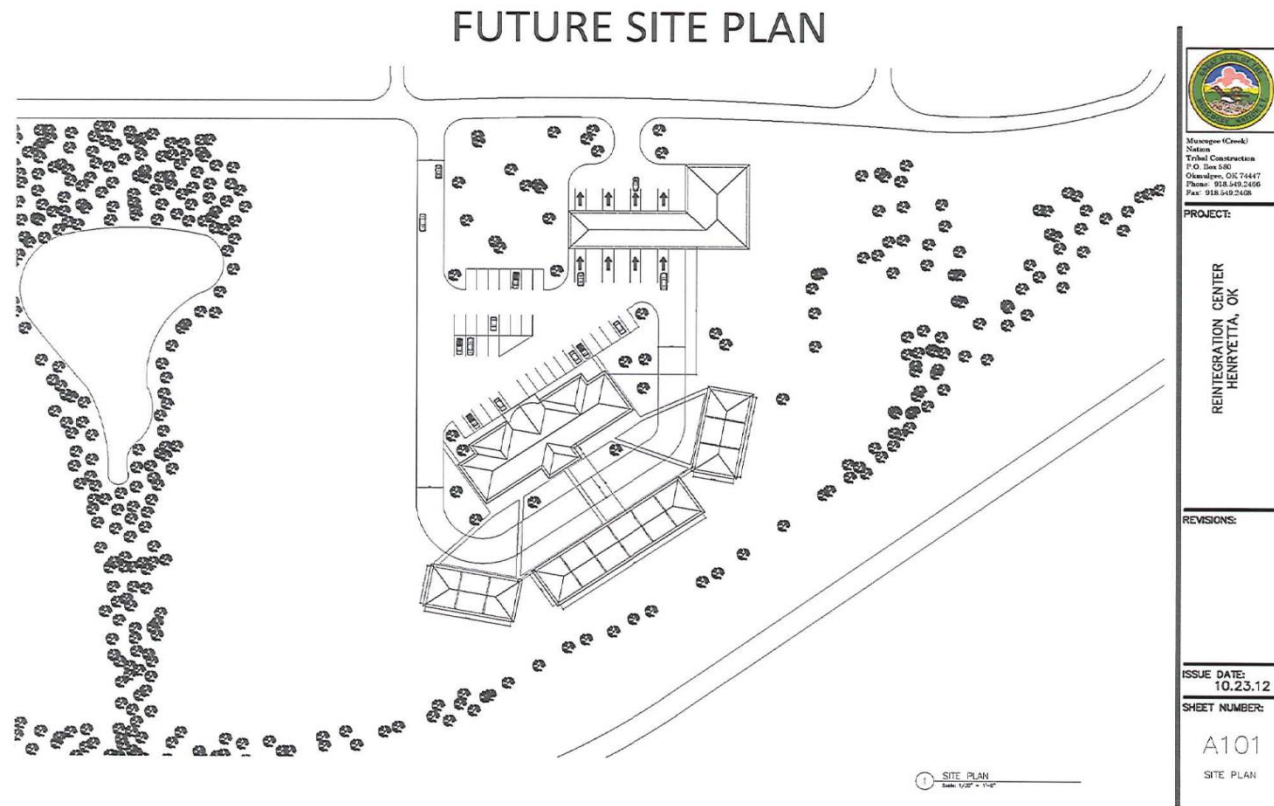 FUTURE SITE PLAN
Muscogee (Creek)
Nation
Tribal Construction
P.O. Box 580
Okmulgee, OK 74447
Phone: 918.549.2466
Fax: 918.549.2468
PROJECT:
REINTEGRATION CENTER
HENRYETTA, OK
REVISIONS:
ISSUE DATE:
10.23.12
SHEET NUMBER:
A101
SITE PLAN
1 SITE PLAN